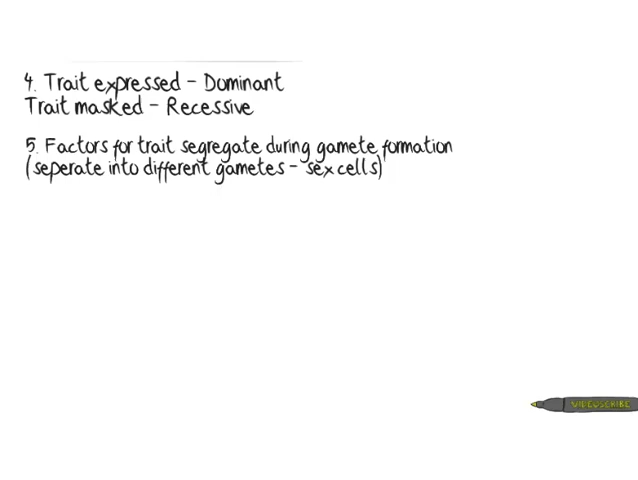 4. Trait expressed - Dominant
Trait masked - Recessive
5. Factors for trait segregate during gamete formation
(seperate into different gametes - sex cells)
VIDEOSCRIBE